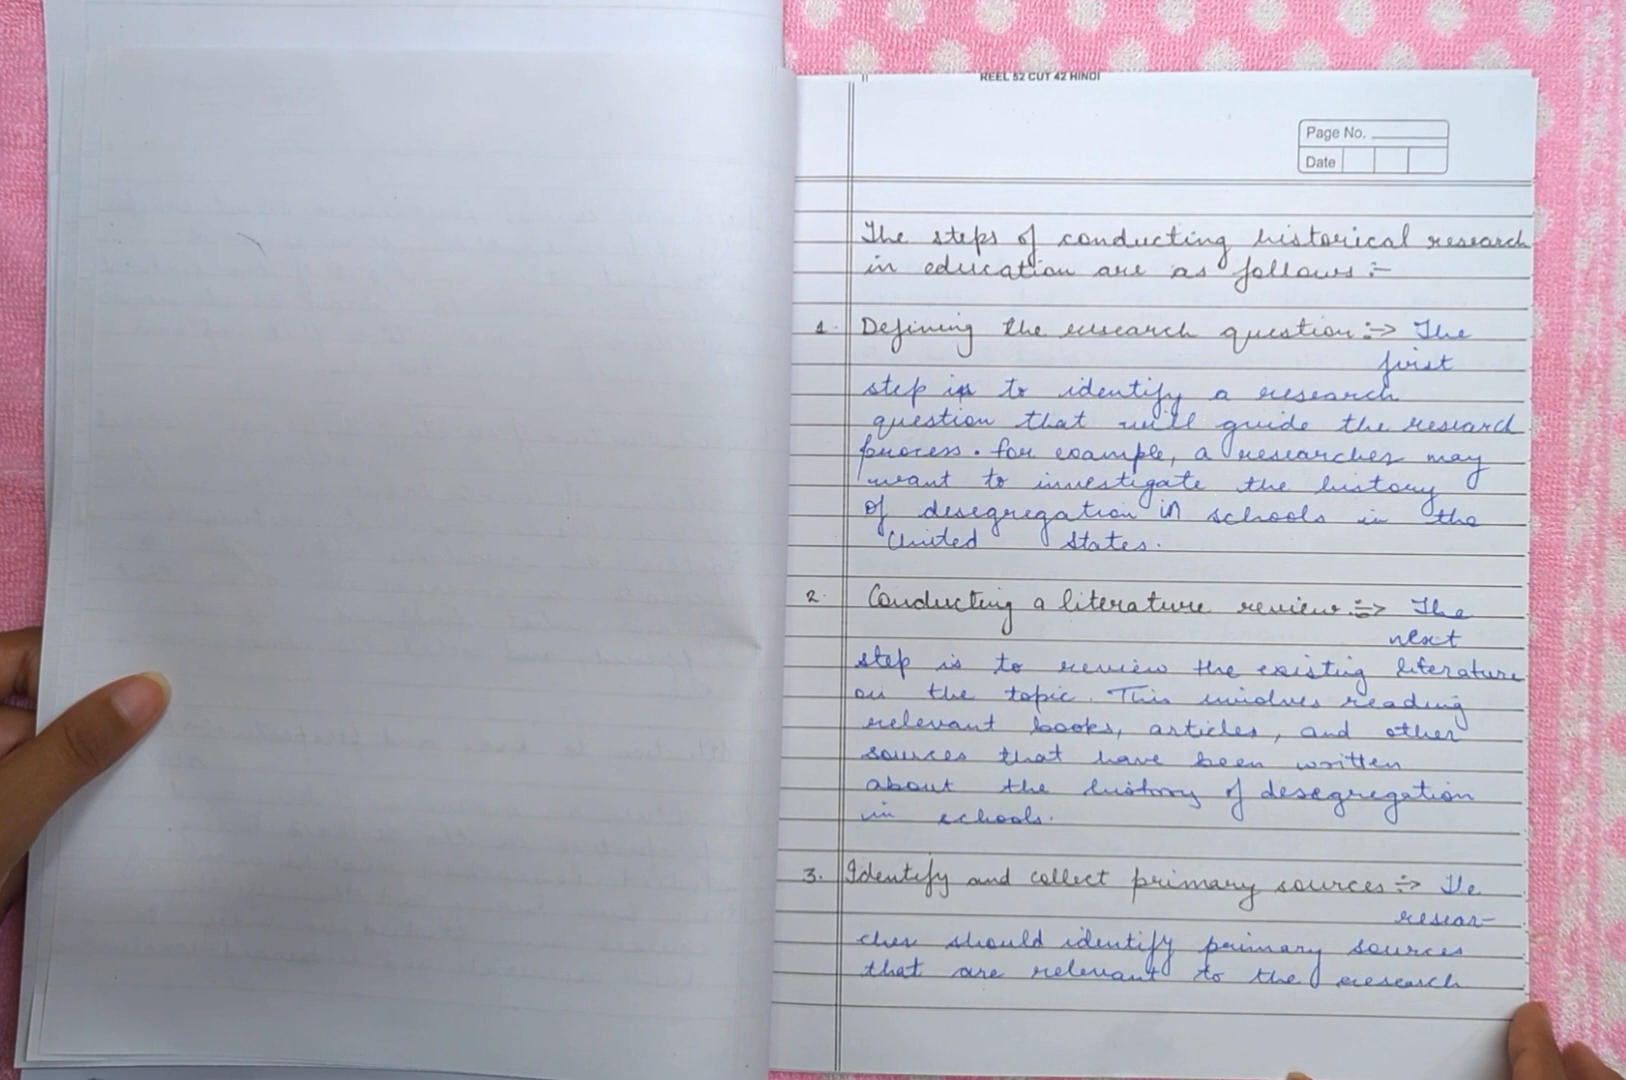 REEL 52 CUT 42 HINDI
Page No.
Date
The steps of conducting historical research
in education are as follows :-
1. Defining the research question :-> The
first
step is to identify a research
question that will guide the research
process. For example, a researcher may
want to investigate the history
of desegregation in schools in the
United States.
2. Conducting a literature review :-> The
next
step is to review the existing literature
on the topic. This involves reading
relevant books, articles, and other
sources that have been written
about the history of desegregation
in schools.
3. Identify and collect primary sources :-> The
resear-
cher should identify primary sources
that are relevant to the research